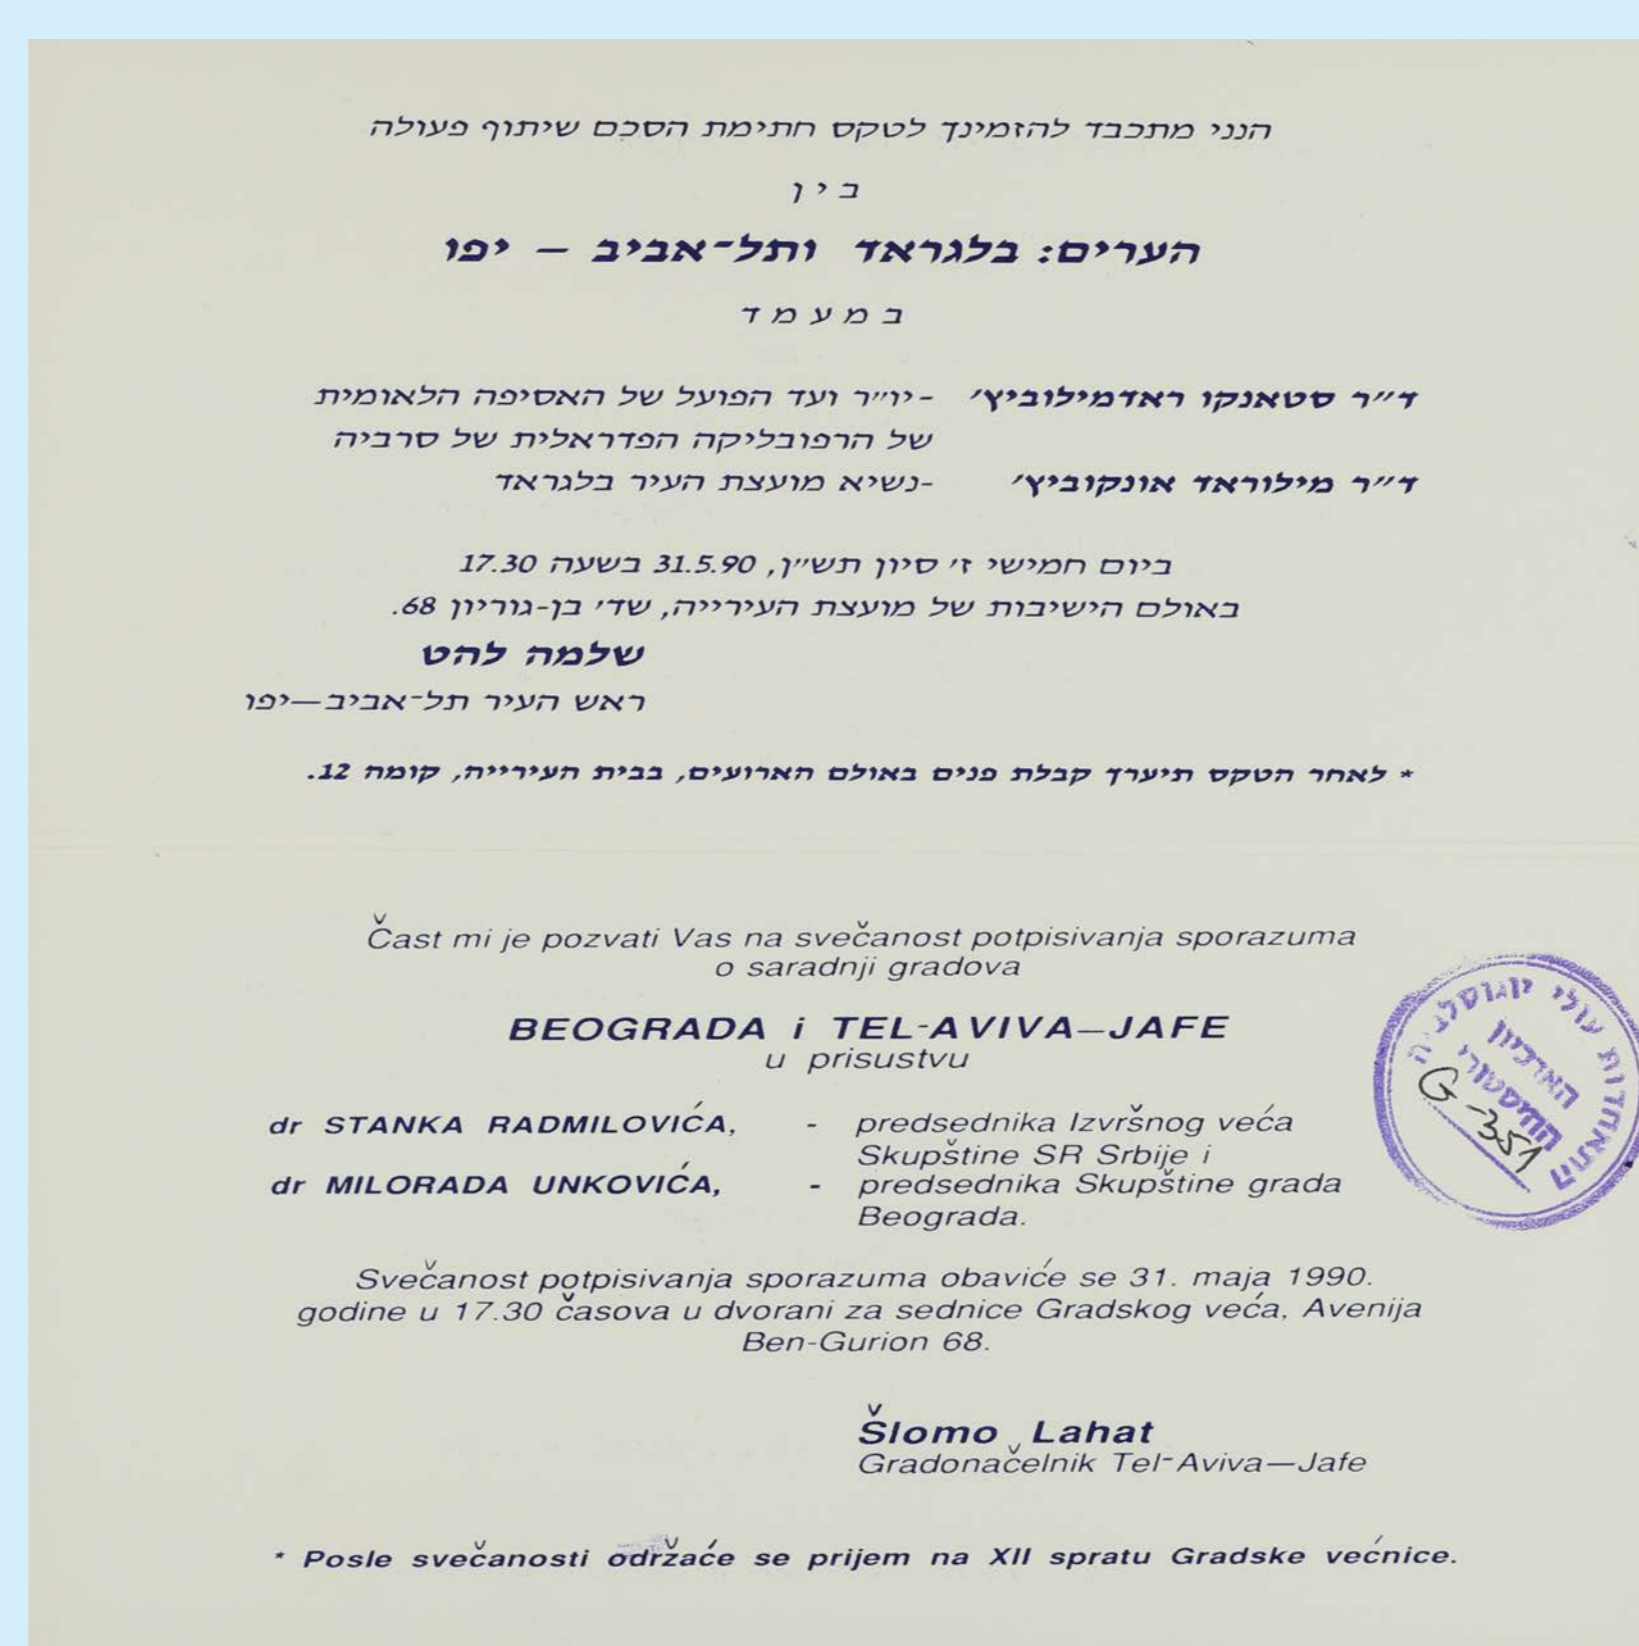 הנני מתכבד להזמינך לטקס חתימת הסכם שיתוף פעולה
בין
הערים: בלגראד ותל-אביב – יפו
במעמד
ד״ר סטאנקו ראדמילוביץ׳ -יו״ר ועד הפועל של האסיפה הלאומית
של הרפובליקה הפדראלית של סרביה
ד״ר מילוראד אונקוביץ׳ -נשיא מועצת העיר בלגראד
ביום חמישי ז׳ סיון תש״ן, 31.5.90 בשעה 17.30
באולם הישיבות של מועצת העירייה, שד׳ בן-גוריון 68.
שלמה להט
ראש העיר תל-אביב—יפו
* לאחר הטקס תיערך קבלת פנים באולם הארועים, בבית העירייה, קומה 12.
Čast mi je pozvati Vas na svečanost potpisivanja sporazuma
o saradnji gradova
BEOGRADA i TEL-AVIVA—JAFE
u prisustvu
dr STANKA RADMILOVIĆA, - predsednika Izvršnog veća
Skupštine SR Srbije i
dr MILORADA UNKOVIĆA, - predsednika Skupštine grada
Beograda.
Svečanost potpisivanja sporazuma obaviće se 31. maja 1990.
godine u 17.30 časova u dvorani za sednice Gradskog veća, Avenija
Ben-Gurion 68.
Šlomo Lahat
Gradonačelnik Tel-Aviva—Jafe
* Posle svečanosti održaće se prijem na XII spratu Gradske većnice.
התאחדות עולי יוגוסלביה
הארכיון
ההיסטורי
G-351